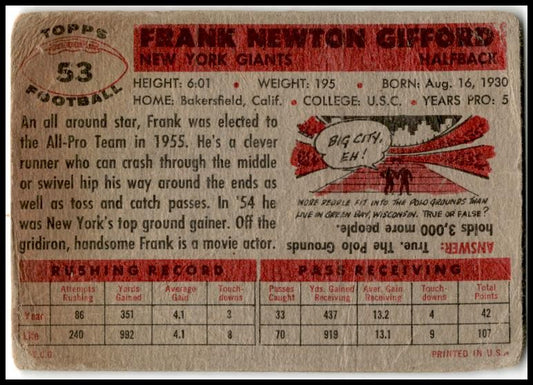 TOPPS
53
FOOTBALL
FRANK NEWTON GIFFORD
NEW YORK GIANTS HALFBACK
HEIGHT: 6:01 • WEIGHT: 195 • BORN: Aug. 16, 1930
HOME: Bakersfield, Calif. • COLLEGE: U.S.C. • YEARS PRO: 5
An all around star, Frank was elected to
the All-Pro Team in 1955. He's a clever
runner who can crash through the middle
or swivel hip his way around the ends as
well as toss and catch passes. In '54 he
was New York's top ground gainer. Off the
gridiron, handsome Frank is a movie actor.
BIG CITY,
EH!
MORE PEOPLE FIT INTO THE POLO GROUNDS THAN
LIVE IN GREEN BAY, WISCONSIN. TRUE OR FALSE?
ANSWER: True. The Polo Grounds
holds 3,000 more people.
RUSHING RECORD PASS RECEIVING
Attempts Rushing Yards Gained Average Gain Touch-downs Passes Caught Yards Gained Av. Gain Receiving Touch-downs Total Points
Year 86 351 4.1 3 33 437 13.2 4 42
Life 240 992 4.1 8 70 919 13.1 9 107
T.C.G. PRINTED IN U.S.A.